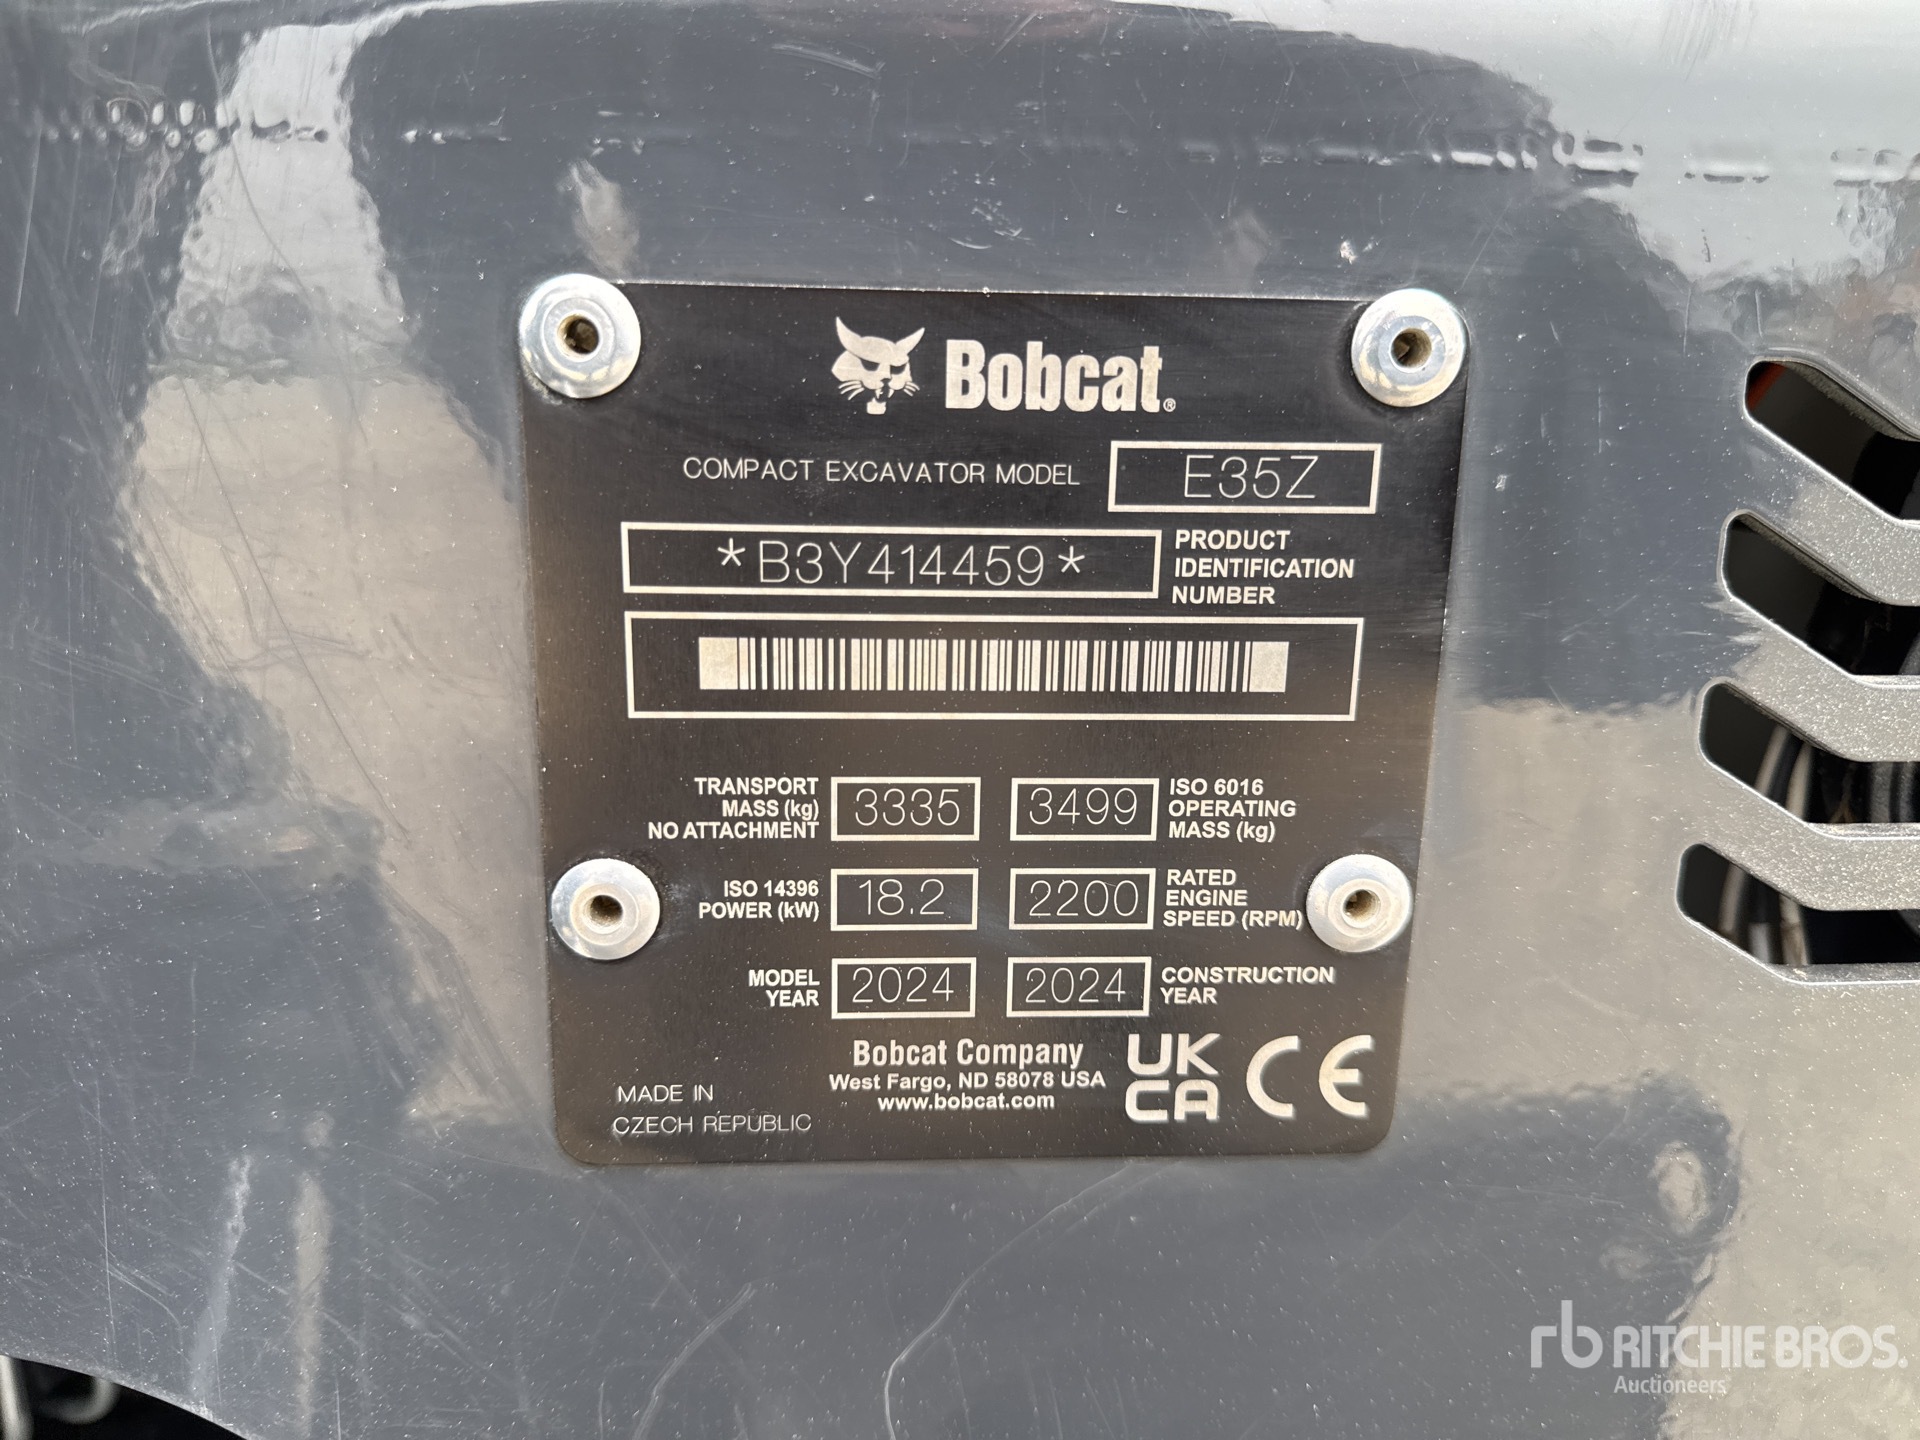 Bobcat®
COMPACT EXCAVATOR MODEL E35Z
*B3Y414459*
PRODUCT
IDENTIFICATION
NUMBER
TRANSPORT
MASS (kg)
NO ATTACHMENT
3335
3499
ISO 6016
OPERATING
MASS (kg)
ISO 14396
POWER (kW)
18.2
2200
RATED
ENGINE
SPEED (RPM)
MODEL
YEAR
2024
2024
CONSTRUCTION
YEAR
Bobcat Company
West Fargo, ND 58078 USA
www.bobcat.com
MADE IN
CZECH REPUBLIC
UK
CA
CE
rb RITCHIE BROS.
Auctioneers